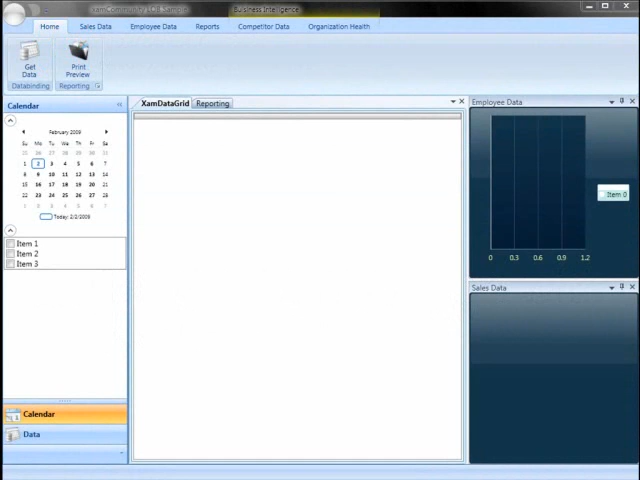 XamCommunity LOB Sample
Buisiness Intelligence
Home Sales Data Employee Data Reports Competitor Data Organization Health
Get Data
Print Preview
Databinding Reporting
Calendar
February 2009
Su Mo Tu We Th Fr Sa
25 26 27 28 29 30 31
1 2 3 4 5 6 7
8 9 10 11 12 13 14
15 16 17 18 19 20 21
22 23 24 25 26 27 28
1 2 3 4 5 6 7
Today: 2/2/2009
Item 1
Item 2
Item 3
Calendar
Data
XamDataGrid Reporting
Employee Data
Item 0
0 0.3 0.6 0.9 1.2
Sales Data